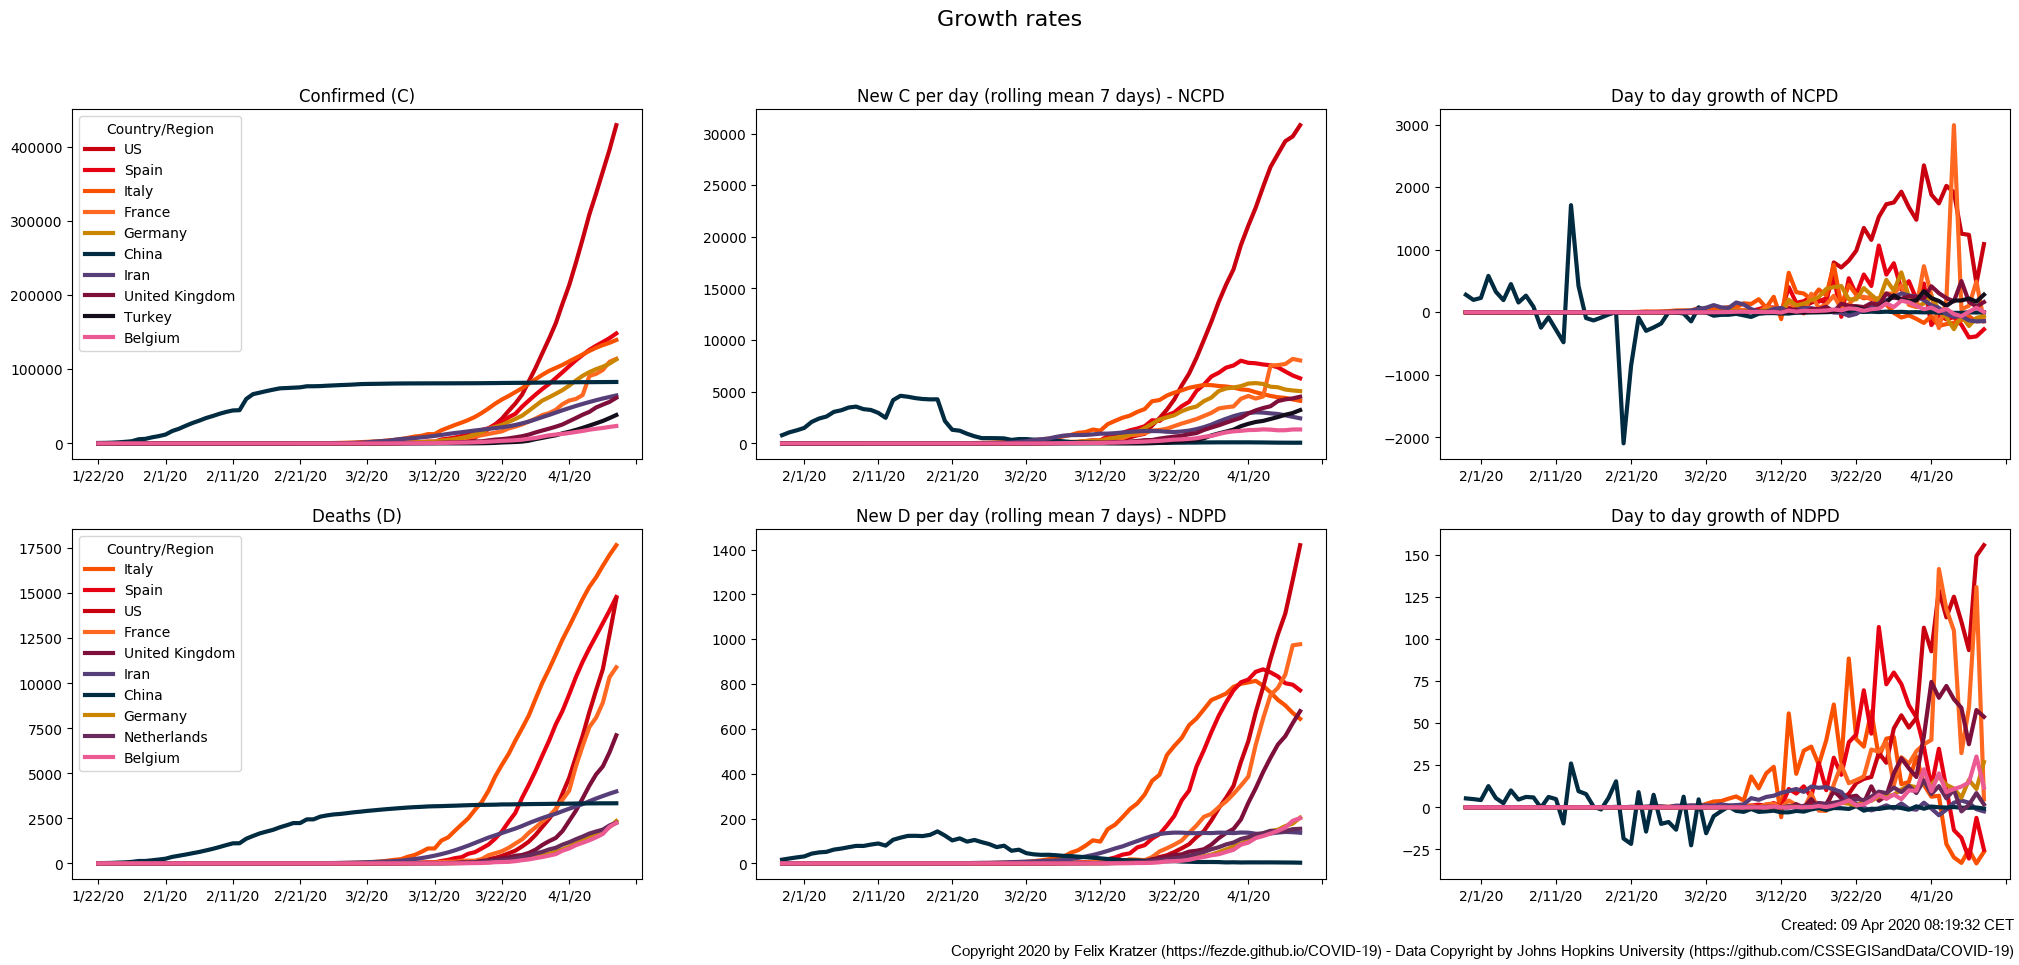 Growth rates
Confirmed (C)
New C per day (rolling mean 7 days) - NCPD
Day to day growth of NCPD
Country/Region
US
Spain
Italy
France
Germany
China
Iran
United Kingdom
Turkey
Belgium
400000
300000
200000
100000
0
1/22/20 2/1/20 2/11/20 2/21/20 3/2/20 3/12/20 3/22/20 4/1/20
30000
25000
20000
15000
10000
5000
0
2/1/20 2/11/20 2/21/20 3/2/20 3/12/20 3/22/20 4/1/20
3000
2000
1000
0
−1000
−2000
2/1/20 2/11/20 2/21/20 3/2/20 3/12/20 3/22/20 4/1/20
Deaths (D)
New D per day (rolling mean 7 days) - NDPD
Day to day growth of NDPD
Country/Region
Italy
Spain
US
France
United Kingdom
Iran
China
Germany
Netherlands
Belgium
17500
15000
12500
10000
7500
5000
2500
0
1/22/20 2/1/20 2/11/20 2/21/20 3/2/20 3/12/20 3/22/20 4/1/20
1400
1200
1000
800
600
400
200
0
2/1/20 2/11/20 2/21/20 3/2/20 3/12/20 3/22/20 4/1/20
150
125
100
75
50
25
0
−25
2/1/20 2/11/20 2/21/20 3/2/20 3/12/20 3/22/20 4/1/20
Created: 09 Apr 2020 08:19:32 CET
Copyright 2020 by Felix Kratzer (https://fezde.github.io/COVID-19) - Data Copyright by Johns Hopkins University (https://github.com/CSSEGISandData/COVID-19)